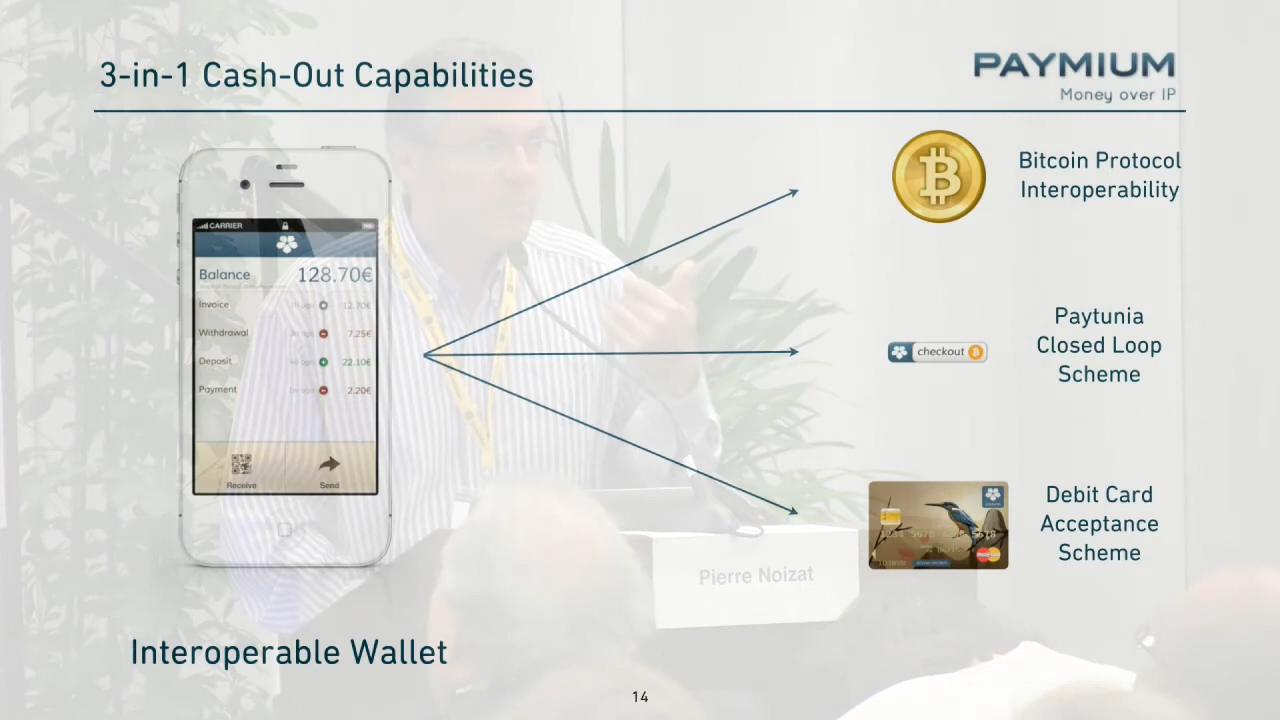 3-in-1 Cash-Out Capabilities
PAYMIUM
Money over IP
Bitcoin Protocol
Interoperability
CARRIER
Balance 128.70€
Invoice 12.70€
Withdrawal 7.25€
Deposit 22.10€
Payment 2.20€
Receive Send
checkout
Paytunia
Closed Loop
Scheme
Debit Card
Acceptance
Scheme
Pierre Noizat
Interoperable Wallet
14